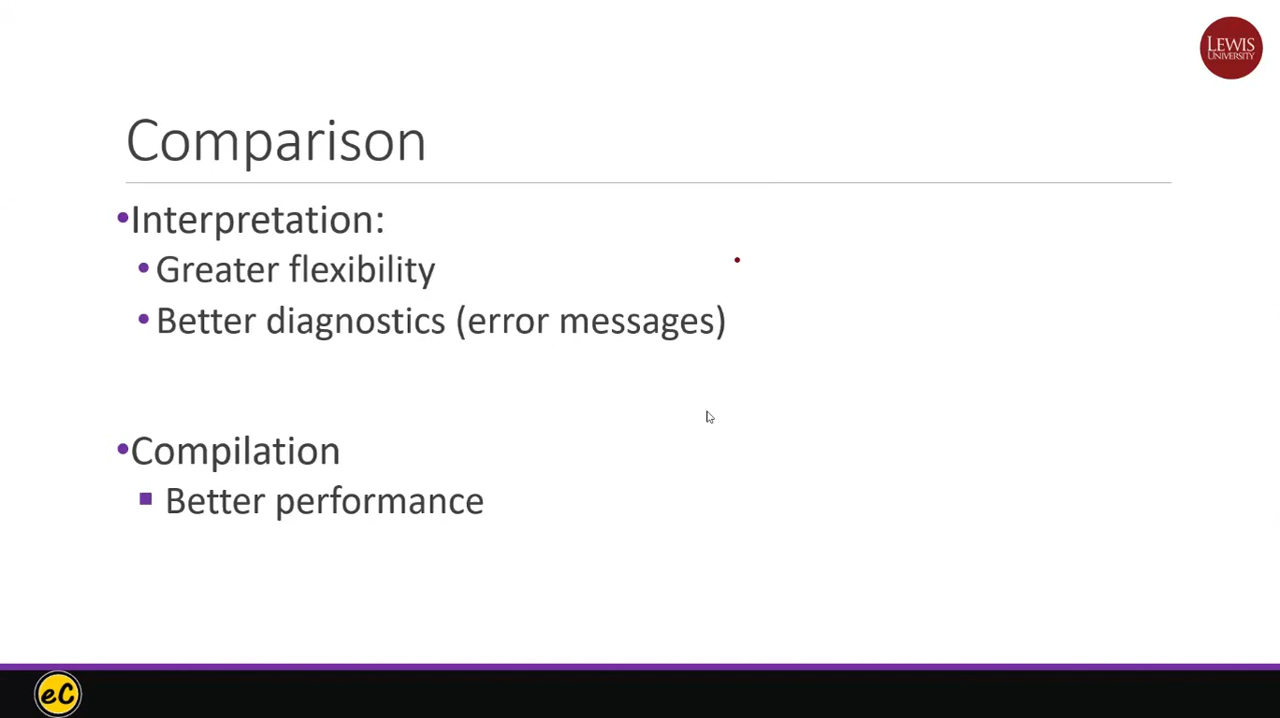 LEWIS
UNIVERSITY
Comparison
•Interpretation:
•Greater flexibility
•Better diagnostics (error messages)
•Compilation
▪ Better performance
eC